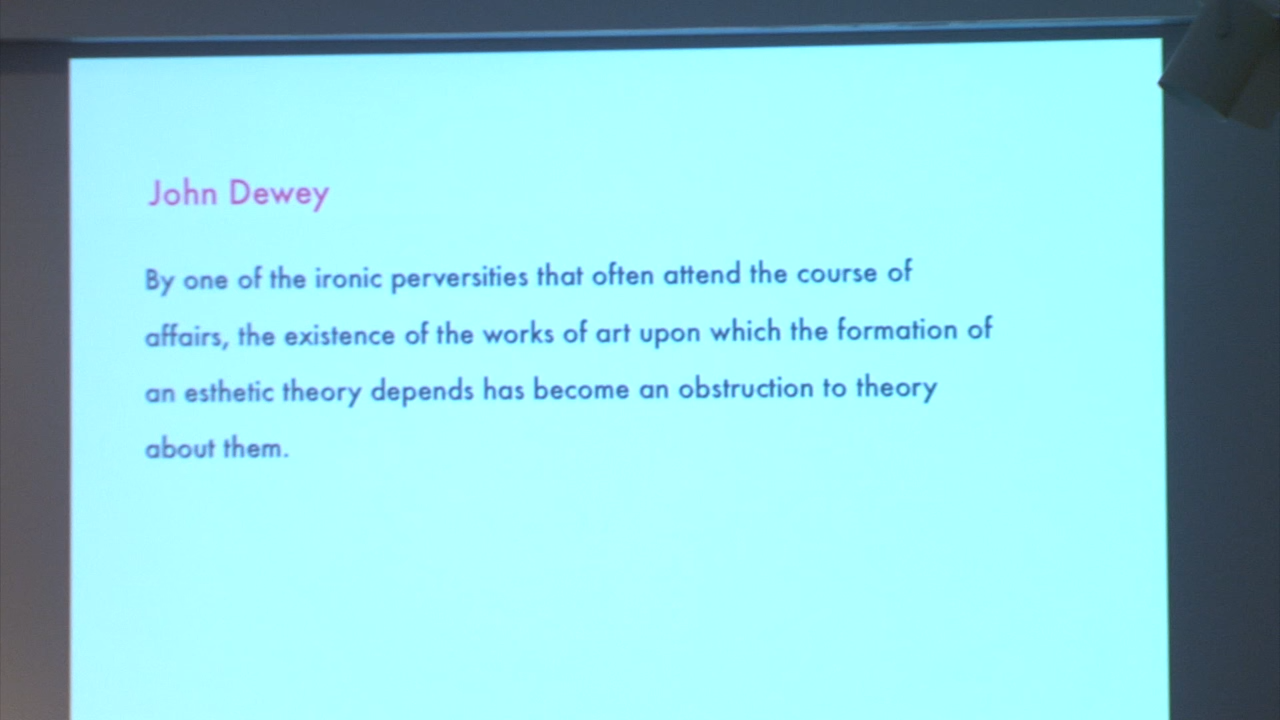 John Dewey
By one of the ironic perversities that often attend the course of
affairs, the existence of the works of art upon which the formation of
an esthetic theory depends has become an obstruction to theory
about them.